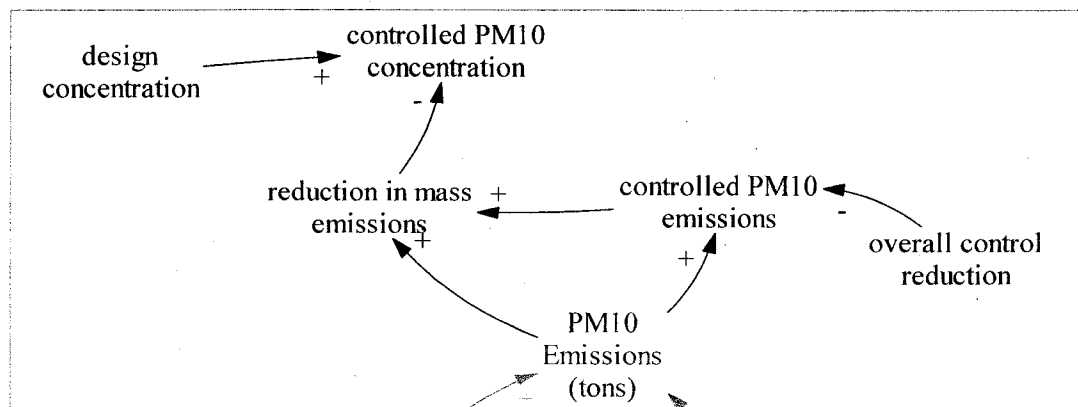 design
concentration
+
controlled PM10
concentration
-
reduction in mass
emissions
+
+
controlled PM10
emissions
-
+
overall control
reduction
PM10
Emissions
(tons)